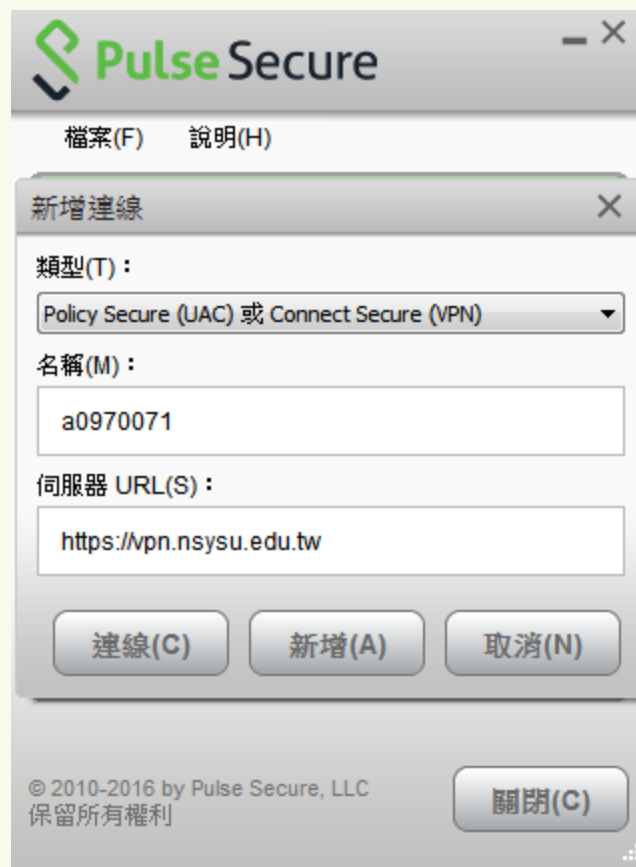 Pulse Secure
檔案(F) 說明(H)
新增連線
類型(T)：
Policy Secure (UAC) 或 Connect Secure (VPN)
名稱(M)：
a0970071
伺服器 URL(S)：
https://vpn.nsysu.edu.tw
連線(C) 新增(A) 取消(N)
© 2010-2016 by Pulse Secure, LLC
保留所有權利
關閉(C)